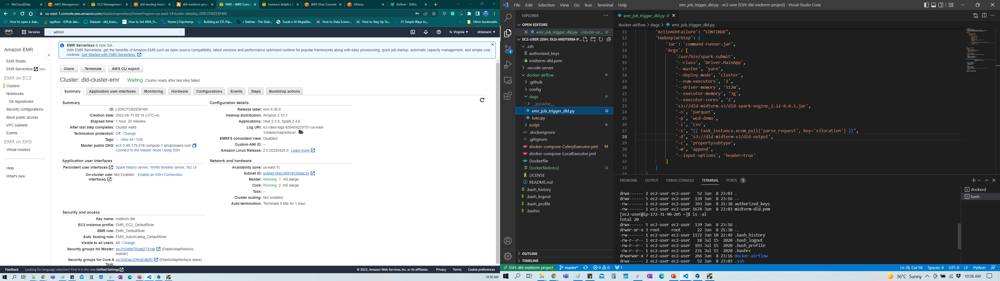 WeCloudData
AWS Management
EC2 Management
dld-landing-bucke
dld-midterm-proje
EMR – AWS Conso
Instance details | E
AWS Glue Console
Athena
Airflow - DAGs
us-east-1.console.aws.amazon.com/elasticmapreduce/home?region=us-east-1#cluster-details:j-209CFDBZE8F4M
How to open a .bak...
ipython - IOPub dat...
Dataset - dld_trans...
How to Set JAVA_H...
Home | Clipchamp
Building an ETL Pip...
• Statista - The Stati...
Surah e Al-Mujadila...
How to Data Scienc...
How to Stay Up To...
31 Simple Ways to...
Other bookmarks
aws
Services
admin
N. Virginia
idrismaric
Amazon EMR
EMR Studio
EMR Serverless New
EMR on EC2
Clusters
Notebooks
Git repositories
Security configurations
Block public access
VPC subnets
Events
EMR on EKS
Virtual clusters
Help
What's new
EMR Serverless is now GA.
With EMR Serverless, get the benefits of Amazon EMR such as open source compatibility, latest versions and performance optimized runtime for popular frameworks along with easy provisioning, quick job startup, automatic capacity management, and simple cost
controls. Get Started with EMR Serverless.
Clone
Terminate
AWS CLI export
Cluster: dld-cluster-emr Waiting Cluster ready after last step failed.
Summary
Application user interfaces
Monitoring
Hardware
Configurations
Events
Steps
Bootstrap actions
Summary
ID: j-209CFDBZE8F4M
Creation date: 2022-06-11 09:14 (UTC+4)
Elapsed time: 1 hour, 20 minutes
After last step completes: Cluster waits
Termination protection: Off Change
Tags: -- View All / Edit
Master public DNS: ec2-3-90-179-218.compute-1.amazonaws.com
Connect to the Master Node Using SSH
Configuration details
Release label: emr-5.36.0
Hadoop distribution: Amazon 2.10.1
Applications: Hive 2.3.9, Spark 2.4.8
Log URI: s3://aws-logs-839454229751-us-east-
1/elasticmapreduce/
EMRFS consistent view: Disabled
Custom AMI ID: --
Amazon Linux Release: 2.0.20220426.0 Learn more
Application user interfaces
Persistent user interfaces : Spark history server, YARN timeline server, Tez UI
On-cluster user Not Enabled Enable an SSH Connection
interfaces :
Network and hardware
Availability zone: us-east-1c
Subnet ID: subnet-00ec38918536abc2e
Master: Running 1 m5.xlarge
Core: Running 2 m5.xlarge
Task: --
Cluster scaling: Not enabled
Auto-termination: Terminate if idle for 1 hour
Security and access
Key name: midterm-dld
EC2 instance profile: EMR_EC2_DefaultRole
EMR role: EMR_DefaultRole
Auto Scaling role: EMR_AutoScaling_DefaultRole
Visible to all users: All Change
Security groups for Master: sg-01048b705ab2731ab (ElasticMapReduce-
master)
Security groups for Core & sg-0043ac23fed2d80f2 (ElasticMapReduce-slave)
Task:
Feedback
Looking for language selection? Find it in the new Unified Settings
© 2022, Amazon Web Services, Inc. or its affiliates.
Privacy
Terms
Cookie preferences
10:38 AM
File Edit Selection View Go Run Terminal Help
emr_job_trigger_dld.py - ec2-user [SSH: dld-midterm-project] - Visual Studio Code
EXPLORER
OPEN EDITORS
emr_job_trigger_dld.py ~/docker-air... U
EC2-USER [SSH: DLD-MIDTERM-P...
.ssh
authorized_keys
midterm-dld.pem
.vscode-server
docker-airflow
.github
config
dags
__pycache__
emr_job_trigger_dld.py U
tuto.py
script
.dockerignore
.gitignore
docker-compose-CeleryExecutor.yml M
docker-compose-LocalExecutor.yml
Dockerfile
DockerfileBoto3 U
LICENSE
README.md
.bash_history
.bash_logout
.bash_profile
.bashrc
OUTLINE
TIMELINE
4
emr_job_trigger_dld.py U
docker-airflow > dags > emr_job_trigger_dld.py
11 'ActionOnFailure': "CONTINUE",
12 'HadoopJarStep': {
13 'Jar': 'command-runner.jar',
14 'Args': [
15 '/usr/bin/spark-submit',
16 '--class', 'Driver.MainApp',
17 '--master', 'yarn',
18 '--deploy-mode', 'cluster',
19 '--num-executors', '2',
20 '--driver-memory', '512m',
21 '--executor-memory', '3g',
22 '--executor-cores', '2',
23 's3://dld-midterm-s3/dld-spark-engine_2.12-0.0.1.jar',
24 '-o', 'parquet',
25 '-p', 'wcd-demo',
26 '-i', 'Csv',
27 '-s', "{{ task_instance.xcom_pull('parse_request', key='s3location') }}",
28 '-d', 's3://dld-midterm-s3/dld-output',
29 '-c', 'propertysubtype',
30 '-m', 'append',
31 '--input-options', 'header=true'
32 ]
33 }
34 }
PROBLEMS OUTPUT DEBUG CONSOLE TERMINAL PORTS 1
drwx------ 2 ec2-user ec2-user 52 Jun 8 23:03 .
drwx------ 5 ec2-user ec2-user 139 Jun 8 23:16 ..
-rw------- 1 ec2-user ec2-user 393 Jun 8 21:38 authorized_keys
-rw------- 1 ec2-user ec2-user 1674 Jun 8 23:03 midterm-dld.pem
[ec2-user@ip-172-31-90-205 ~]$ ls -al
total 20
drwx------ 5 ec2-user ec2-user 139 Jun 8 23:16 .
drwxr-xr-x 3 root root 22 Jun 8 21:38 ..
-rw------- 1 ec2-user ec2-user 1172 Jun 10 22:49 .bash_history
-rw-r--r-- 1 ec2-user ec2-user 18 Jul 15 2020 .bash_logout
-rw-r--r-- 1 ec2-user ec2-user 193 Jul 15 2020 .bash_profile
-rw-r--r-- 1 ec2-user ec2-user 231 Jul 15 2020 .bashrc
drwxrwxr-x 7 ec2-user ec2-user 266 Jun 8 23:16 docker-airflow
drwx------ 2 ec2-user ec2-user 52 Jun 8 23:03 .ssh
dockerd
bash
SSH: dld-midterm-project
master*
0 0
1
Ln 28, Col 56
Spaces: 4
UTF-8
LF
Python
36°C Sunny
10:38 AM